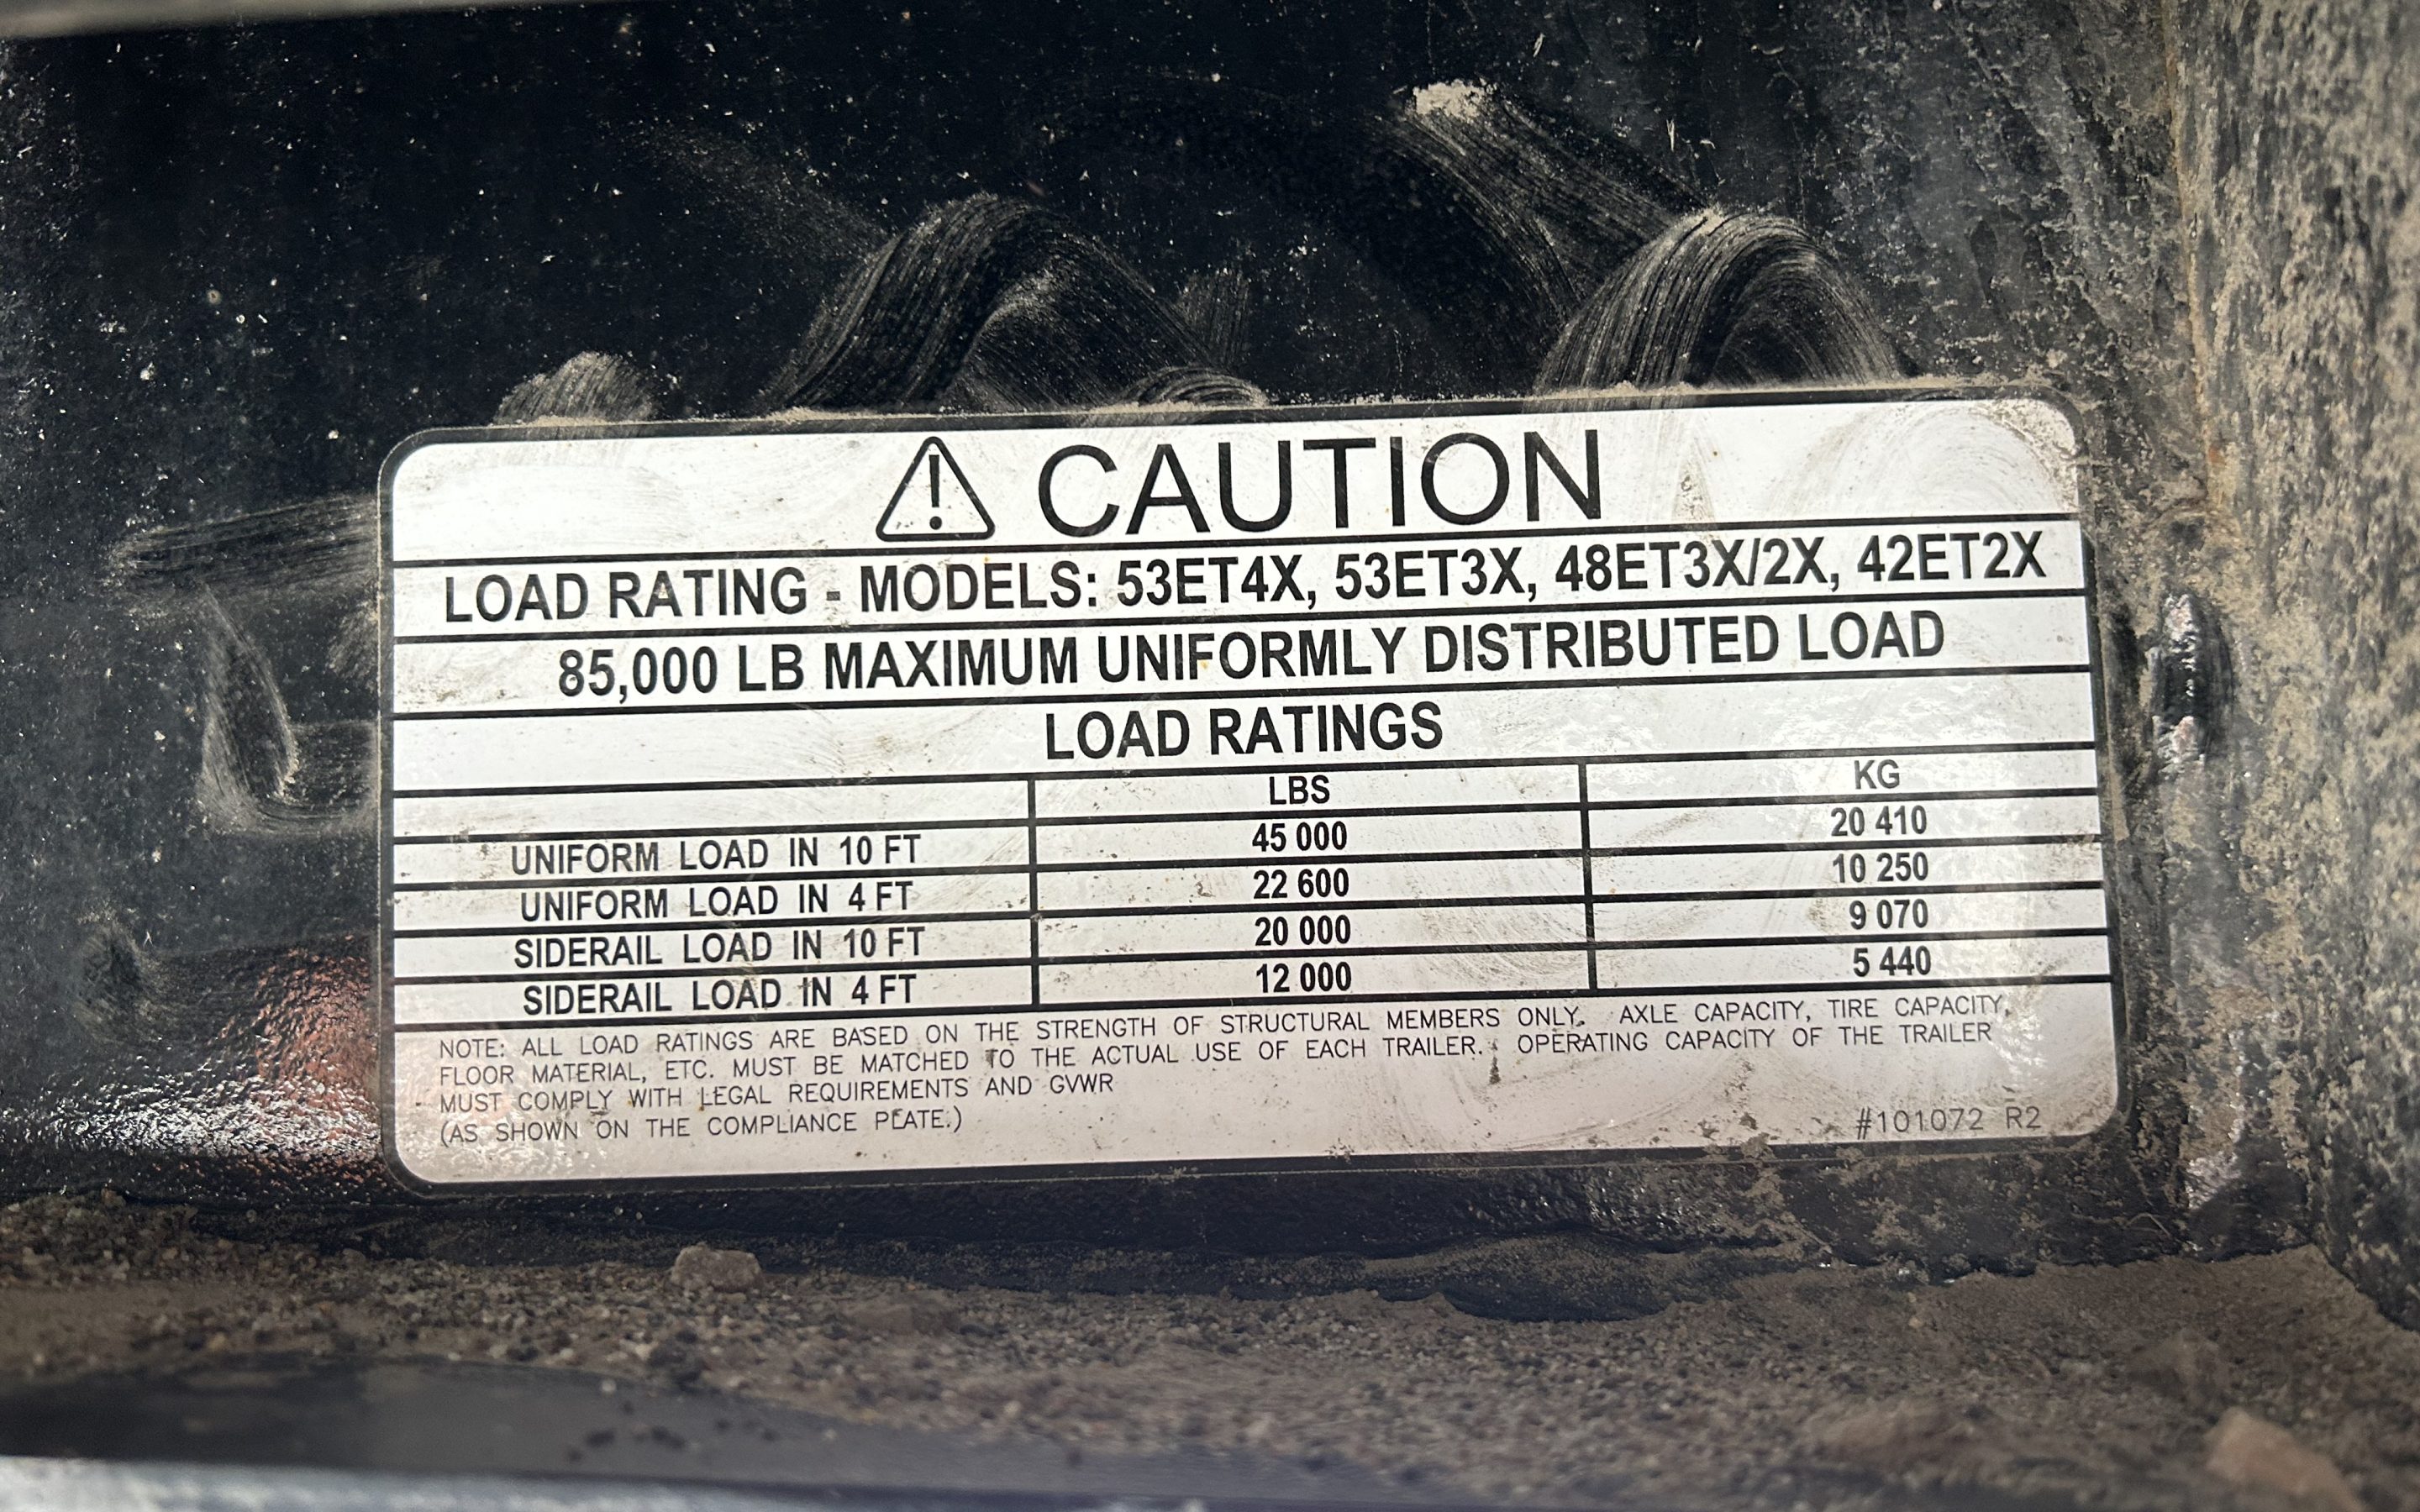 CAUTION
LOAD RATING - MODELS: 53ET4X, 53ET3X, 48ET3X/2X, 42ET2X
85,000 LB MAXIMUM UNIFORMLY DISTRIBUTED LOAD
LOAD RATINGS
LBS KG
UNIFORM LOAD IN 10 FT 45 000 20 410
UNIFORM LOAD IN 4 FT 22 600 10 250
SIDERAIL LOAD IN 10 FT 20 000 9 070
SIDERAIL LOAD IN 4 FT 12 000 5 440
NOTE: ALL LOAD RATINGS ARE BASED ON THE STRENGTH OF STRUCTURAL MEMBERS ONLY. AXLE CAPACITY, TIRE CAPACITY,
FLOOR MATERIAL, ETC. MUST BE MATCHED TO THE ACTUAL USE OF EACH TRAILER. OPERATING CAPACITY OF THE TRAILER
MUST COMPLY WITH LEGAL REQUIREMENTS AND GVWR
(AS SHOWN ON THE COMPLIANCE PLATE.)
#101072 R2